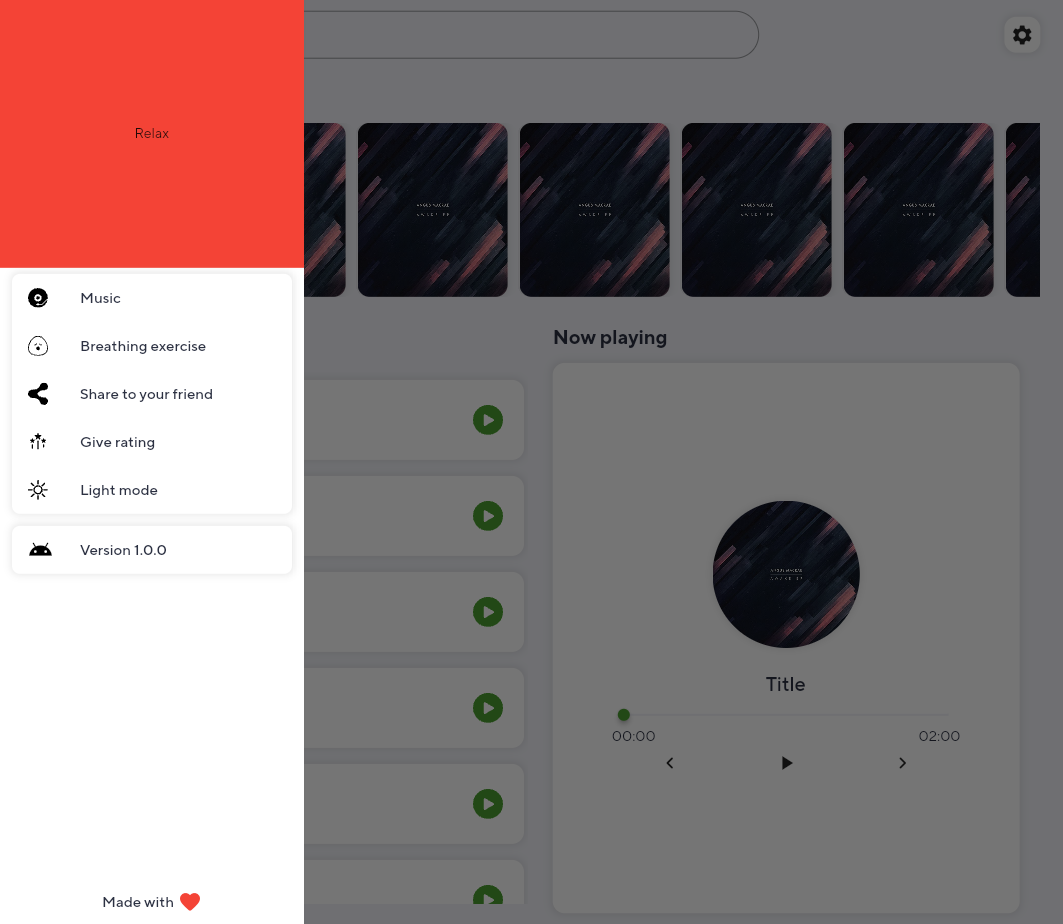 Relax
Music
Breathing exercise
Share to your friend
Give rating
Light mode
Version 1.0.0
Made with
Now playing
Title
00:00
02:00